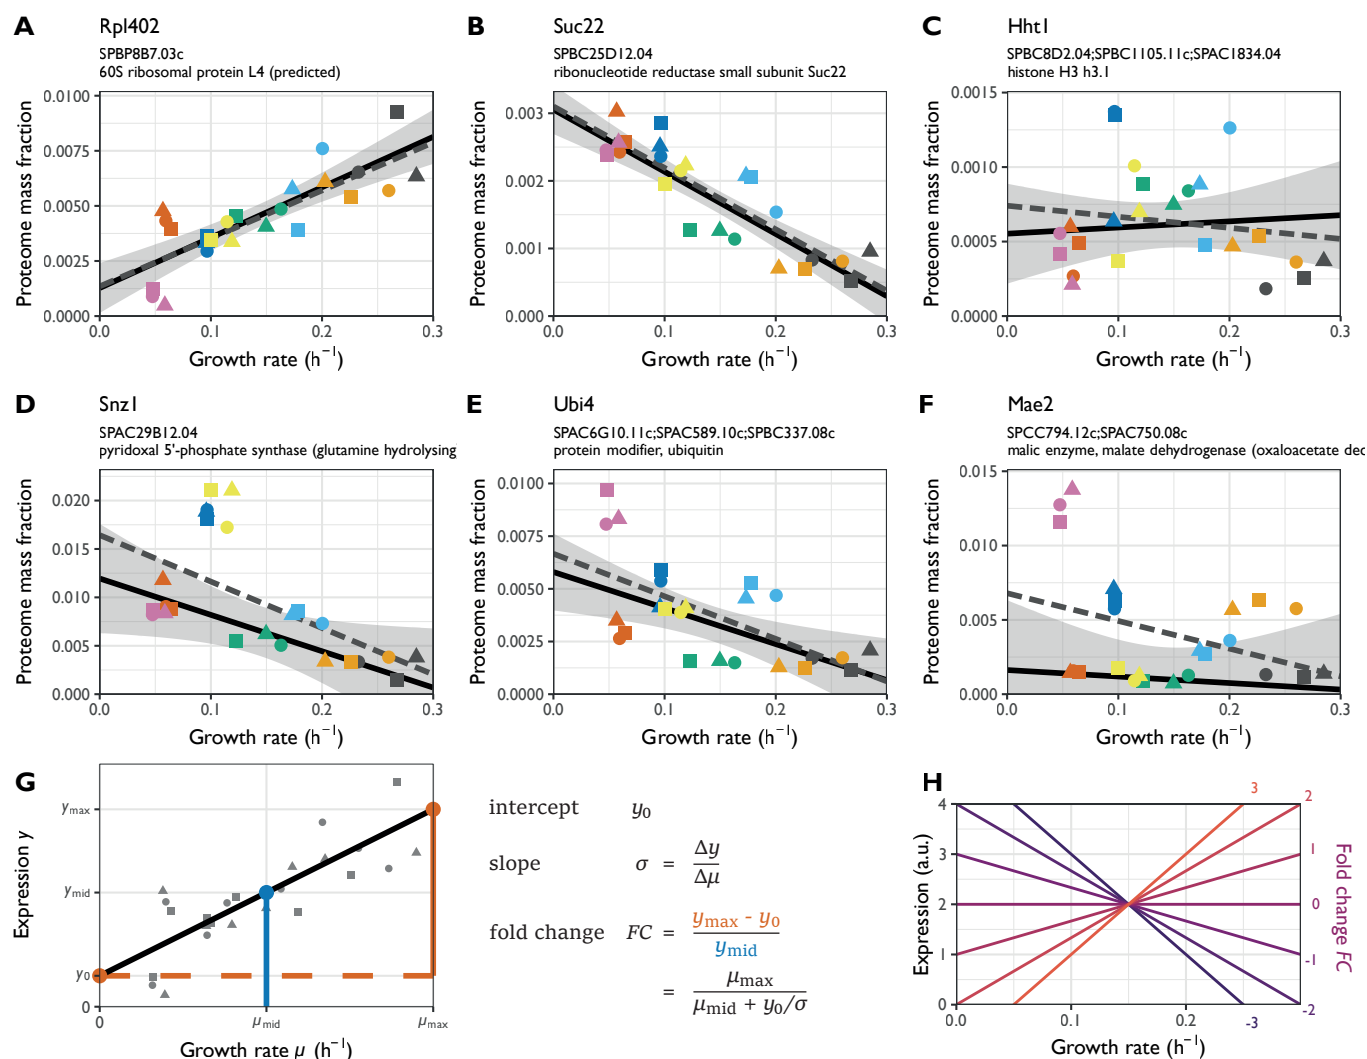 A
Rpl402
SPBP8B7.03c
60S ribosomal protein L4 (predicted)
Proteome mass fraction
0.0100
0.0075
0.0050
0.0025
0.0000
0.0
0.1
0.2
0.3
Growth rate (h⁻¹)
B
Suc22
SPBC25D12.04
ribonucleotide reductase small subunit Suc22
Proteome mass fraction
0.003
0.002
0.001
0.000
0.0
0.1
0.2
0.3
Growth rate (h⁻¹)
C
Hht1
SPBC8D2.04;SPBC1105.11c;SPAC1834.04
histone H3 h3.1
Proteome mass fraction
0.0015
0.0010
0.0005
0.0000
0.0
0.1
0.2
0.3
Growth rate (h⁻¹)
D
Snz1
SPAC29B12.04
pyridoxal 5'-phosphate synthase (glutamine hydrolysing
Proteome mass fraction
0.020
0.015
0.010
0.005
0.000
0.0
0.1
0.2
0.3
Growth rate (h⁻¹)
E
Ubi4
SPAC6G10.11c;SPAC589.10c;SPBC337.08c
protein modifier, ubiquitin
Proteome mass fraction
0.0100
0.0075
0.0050
0.0025
0.0000
0.0
0.1
0.2
0.3
Growth rate (h⁻¹)
F
Mae2
SPCC794.12c;SPAC750.08c
malic enzyme, malate dehydrogenase (oxaloacetate dec
Proteome mass fraction
0.015
0.010
0.005
0.000
0.0
0.1
0.2
0.3
Growth rate (h⁻¹)
G
Expression y
y_max
y_mid
y_0
0
0
μ_mid
μ_max
Growth rate μ (h⁻¹)
intercept y_0
slope σ = Δy / Δμ
fold change FC = y_max - y_0 / y_mid
= μ_max / μ_mid + y_0/σ
H
Expression (a.u.)
4
3
2
1
0
0.0
0.1
0.2
Growth rate (h⁻¹)
3
2
1
0
-1
-2
-3
Fold change FC